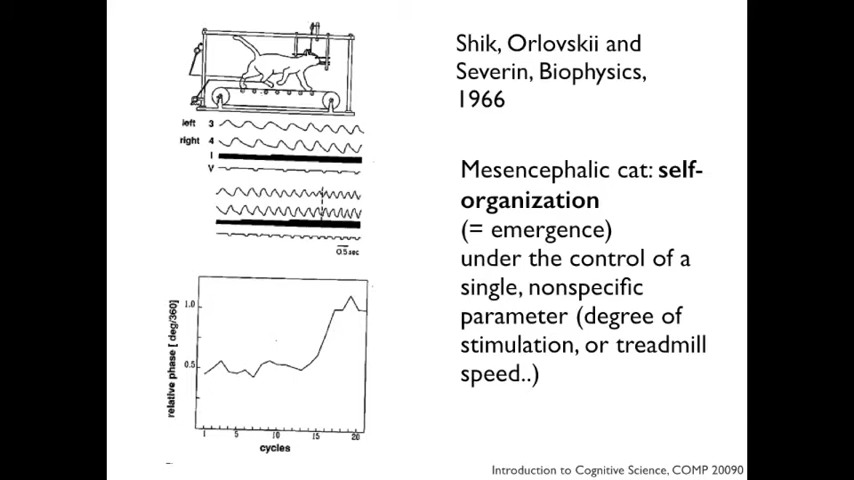 Shik, Orlovskii and
Severin, Biophysics,
1966
Mesencephalic cat: self-
organization
(= emergence)
under the control of a
single, nonspecific
parameter (degree of
stimulation, or treadmill
speed..)
left 3
right 4
I
V
0.5 sec
relative phase [ deg/360]
1.0
0.5
1 5 10 15 20
cycles
Introduction to Cognitive Science, COMP 20090